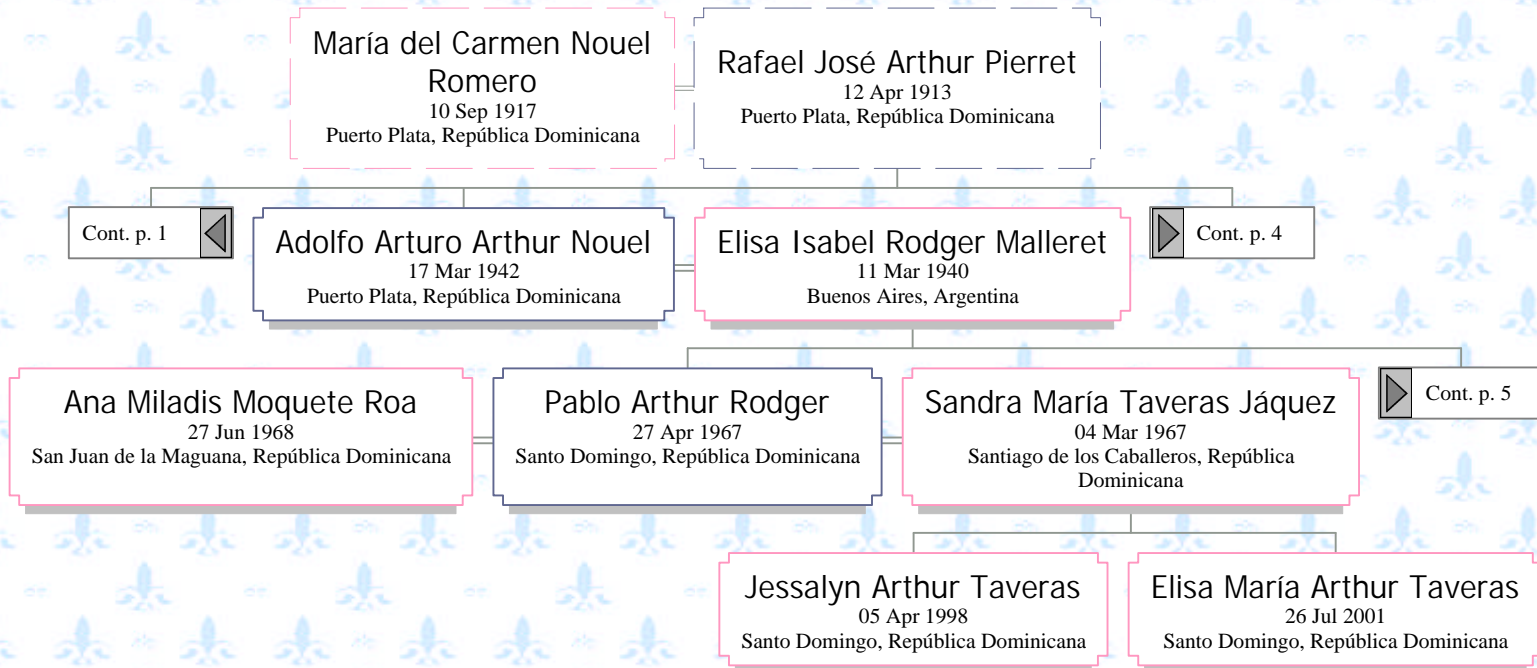 María del Carmen Nouel
Romero
10 Sep 1917
Puerto Plata, República Dominicana
Rafael José Arthur Pierret
12 Apr 1913
Puerto Plata, República Dominicana
Cont. p. 1
Adolfo Arturo Arthur Nouel
17 Mar 1942
Puerto Plata, República Dominicana
Elisa Isabel Rodger Malleret
11 Mar 1940
Buenos Aires, Argentina
Cont. p. 4
Ana Miladis Moquete Roa
27 Jun 1968
San Juan de la Maguana, República Dominicana
Pablo Arthur Rodger
27 Apr 1967
Santo Domingo, República Dominicana
Sandra María Taveras Jáquez
04 Mar 1967
Santiago de los Caballeros, República
Dominicana
Cont. p. 5
Jessalyn Arthur Taveras
05 Apr 1998
Santo Domingo, República Dominicana
Elisa María Arthur Taveras
26 Jul 2001
Santo Domingo, República Dominicana